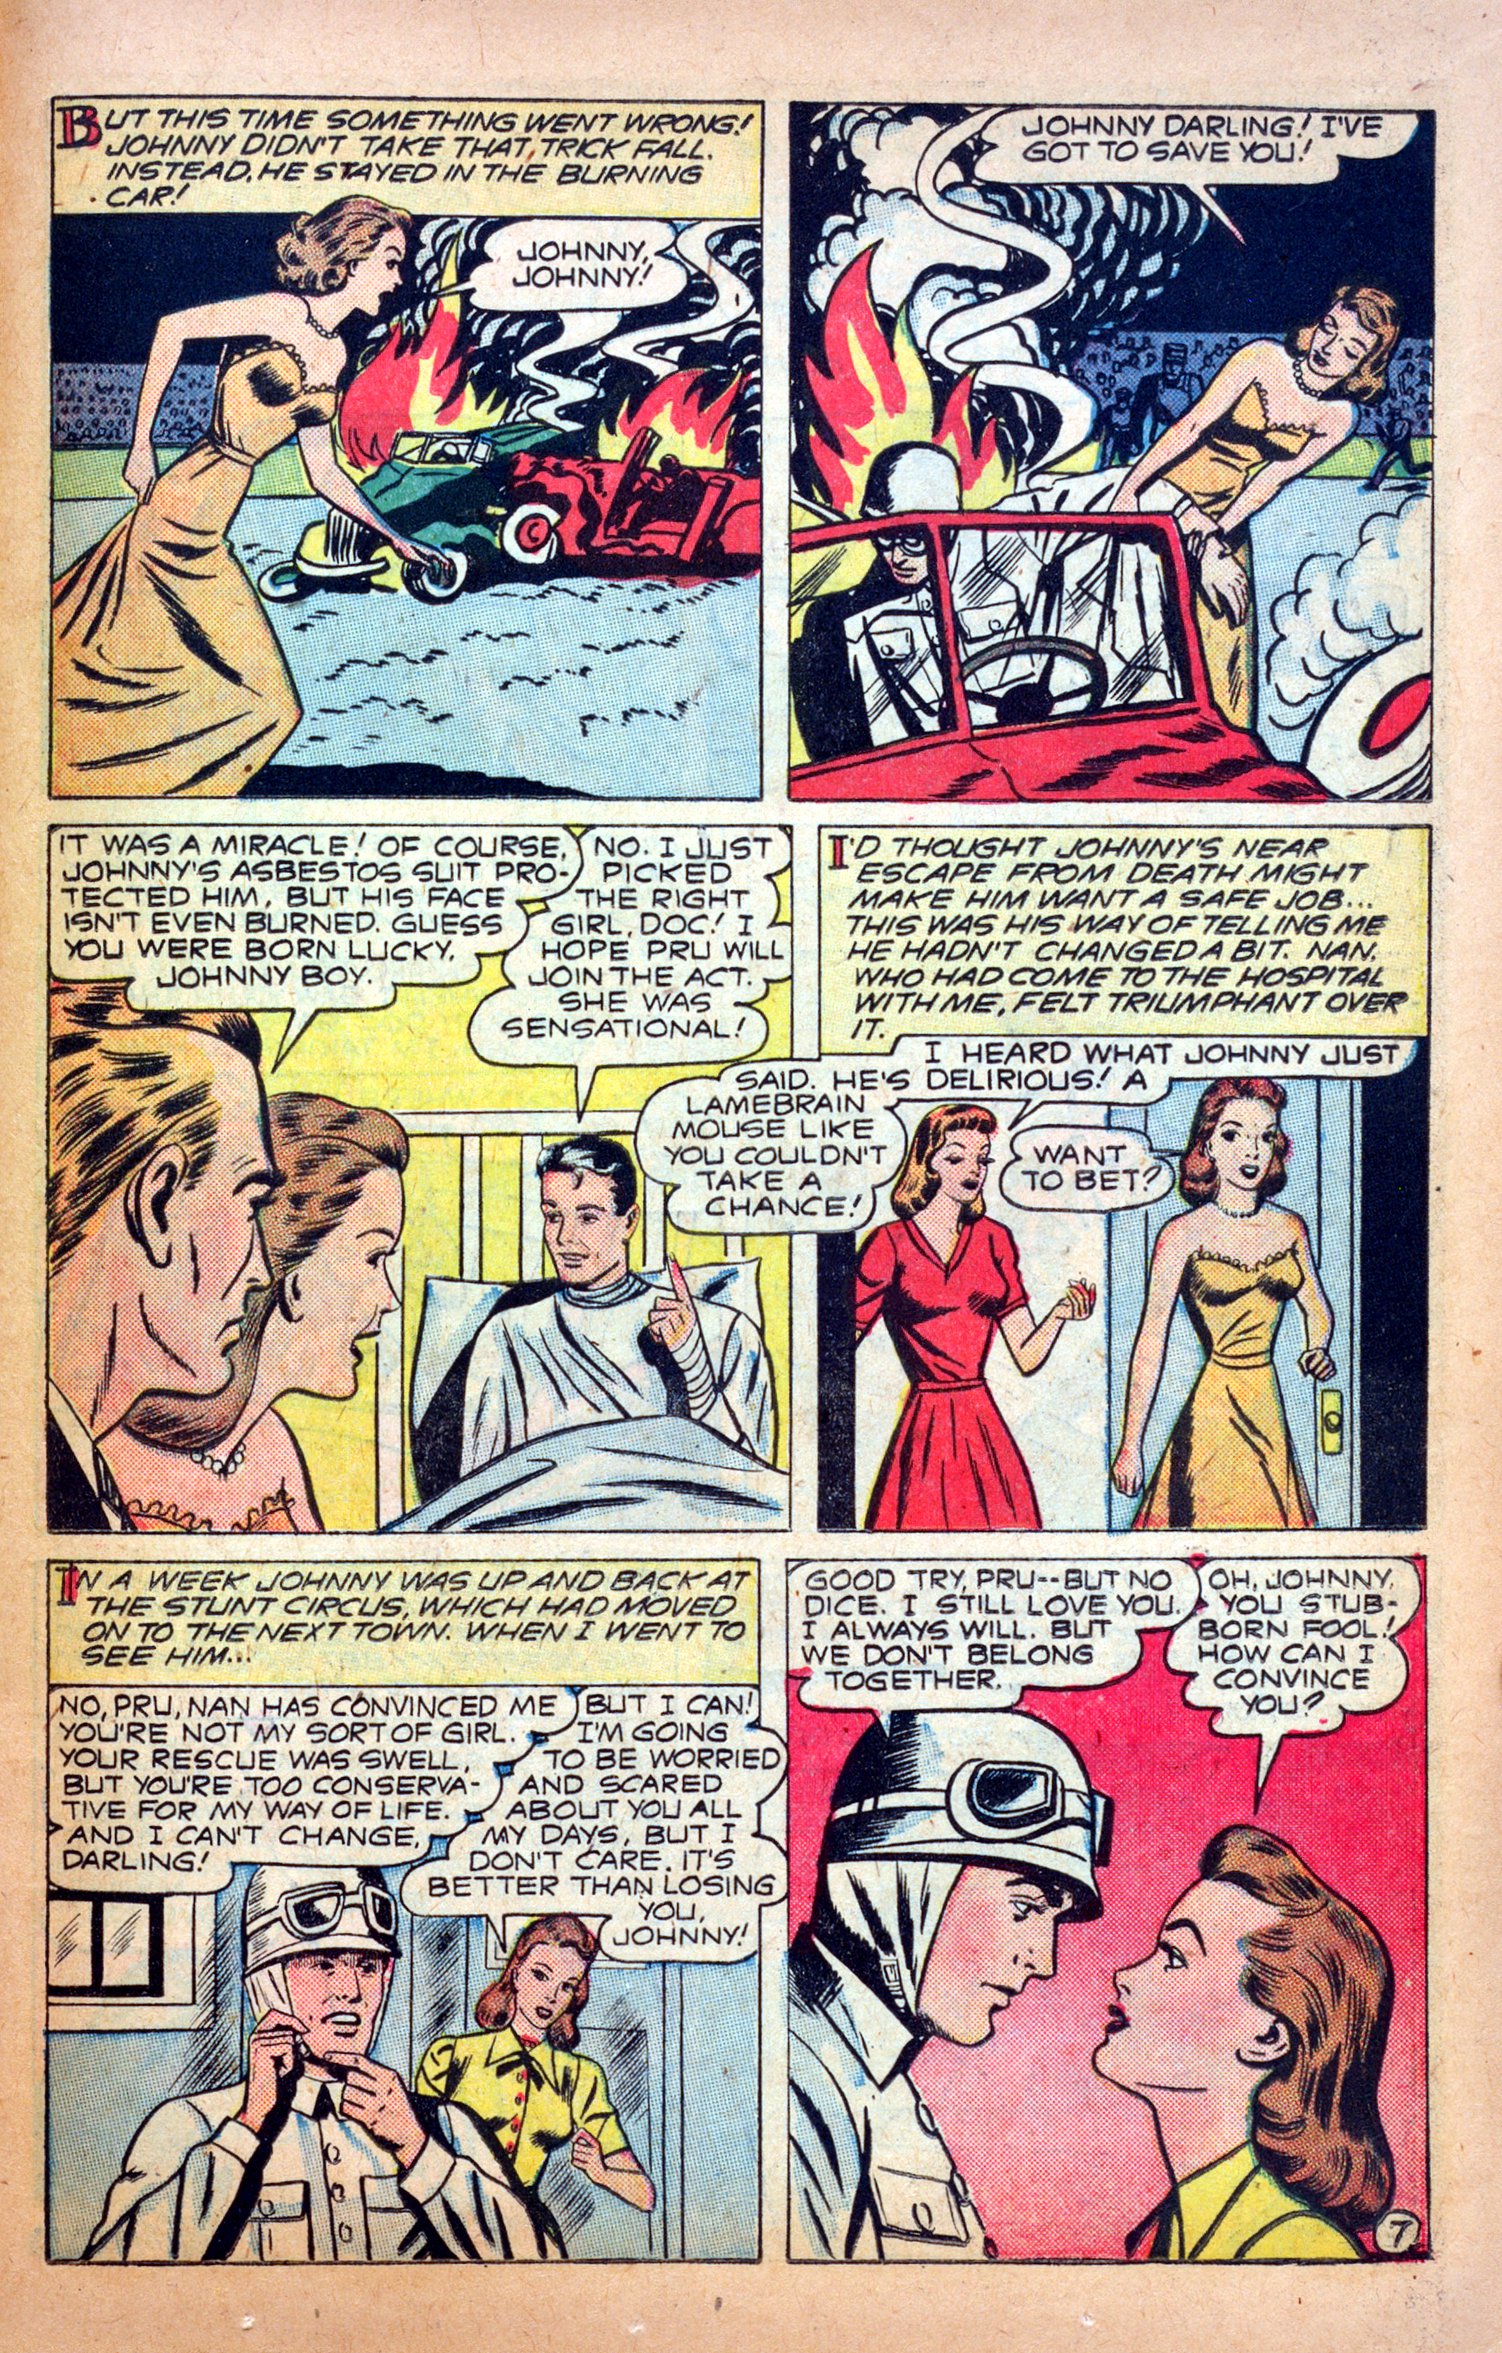 BUT THIS TIME SOMETHING WENT WRONG!
JOHNNY DIDN'T TAKE THAT TRICK FALL.
INSTEAD, HE STAYED IN THE BURNING
CAR!
JOHNNY,
JOHNNY!
JOHNNY DARLING! I'VE
GOT TO SAVE YOU!
IT WAS A MIRACLE! OF COURSE,
JOHNNY'S ASBESTOS SUIT PRO-
TECTED HIM, BUT HIS FACE
ISN'T EVEN BURNED. GUESS
YOU WERE BORN LUCKY,
JOHNNY BOY.
NO. I JUST
PICKED
THE RIGHT
GIRL, DOC! I
HOPE PRU WILL
JOIN THE ACT.
SHE WAS
SENSATIONAL!
I'D THOUGHT JOHNNY'S NEAR
ESCAPE FROM DEATH MIGHT
MAKE HIM WANT A SAFE JOB...
THIS WAS HIS WAY OF TELLING ME
HE HADN'T CHANGED A BIT. NAN,
WHO HAD COME TO THE HOSPITAL
WITH ME, FELT TRIUMPHANT OVER
IT.
I HEARD WHAT JOHNNY JUST
SAID. HE'S DELIRIOUS! A
LAMEBRAIN
MOUSE LIKE
YOU COULDN'T
TAKE A
CHANCE!
WANT
TO BET?
IN A WEEK JOHNNY WAS UP AND BACK AT
THE STUNT CIRCUS, WHICH HAD MOVED
ON TO THE NEXT TOWN. WHEN I WENT TO
SEE HIM...
NO, PRU, NAN HAS CONVINCED ME
YOU'RE NOT MY SORT OF GIRL.
YOUR RESCUE WAS SWELL,
BUT YOU'RE TOO CONSERVA-
TIVE FOR MY WAY OF LIFE.
AND I CAN'T CHANGE,
DARLING!
BUT I CAN!
I'M GOING
TO BE WORRIED
AND SCARED
ABOUT YOU ALL
MY DAYS, BUT I
DON'T CARE. IT'S
BETTER THAN LOSING
YOU,
JOHNNY!
GOOD TRY, PRU--BUT NO
DICE. I STILL LOVE YOU.
I ALWAYS WILL. BUT
WE DON'T BELONG
TOGETHER.
OH, JOHNNY,
YOU STUB-
BORN FOOL!
HOW CAN I
CONVINCE
YOU?
7